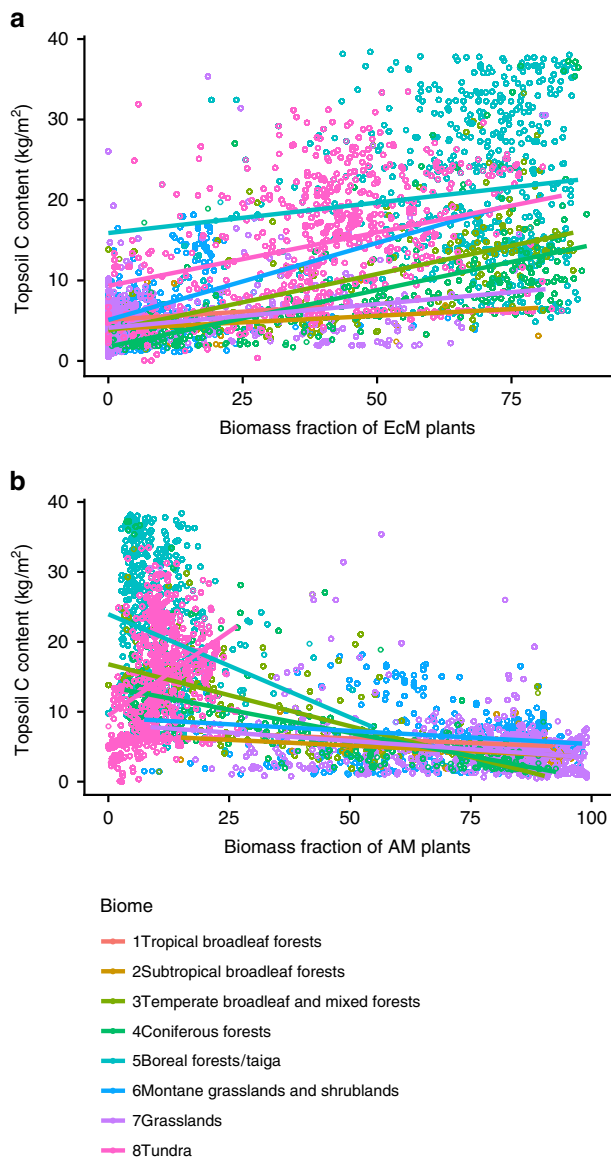 a
40
30
20
10
0
Topsoil C content (kg/m²)
0 25 50 75
Biomass fraction of EcM plants
b
40
30
20
10
0
Topsoil C content (kg/m²)
0 25 50 75 100
Biomass fraction of AM plants
Biome
1Tropical broadleaf forests
2Subtropical broadleaf forests
3Temperate broadleaf and mixed forests
4Coniferous forests
5Boreal forests/taiga
6Montane grasslands and shrublands
7Grasslands
8Tundra